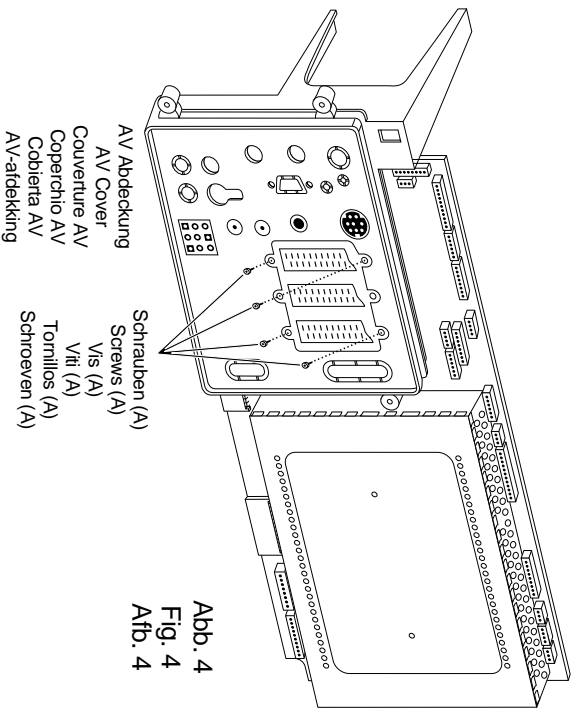 AV Abdeckung
AV Cover
Couverture AV
Coperchio AV
Cobierta AV
AV-afdekking
Schrauben (A)
Screws (A)
Vis (A)
Viti (A)
Tornillos (A)
Schroeven (A)
Abb. 4
Fig. 4
Afb. 4